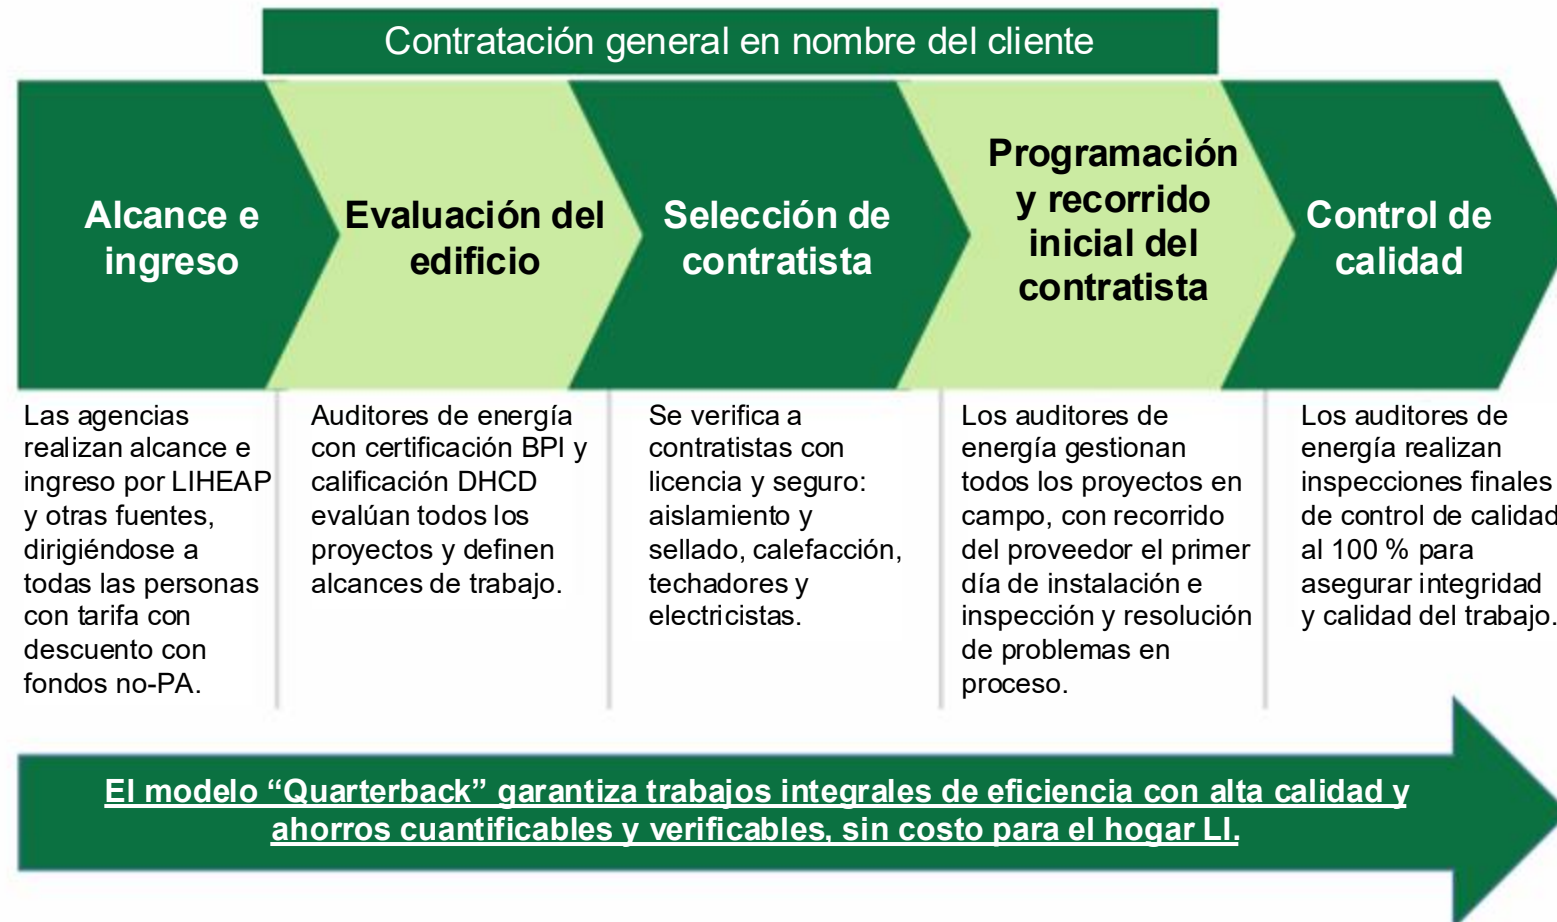 Contratación general en nombre del cliente
Alcance e
ingreso
Evaluación del
edificio
Selección de
contratista
Programación
y recorrido
inicial del
contratista
Control de
calidad
Las agencias
realizan alcance e
ingreso por LIHEAP
y otras fuentes,
dirigiéndose a
todas las personas
con tarifa con
descuento con
fondos no-PA.
Auditores de energía
con certificación BPI y
calificación DHCD
evalúan todos los
proyectos y definen
alcances de trabajo.
Se verifica a
contratistas con
licencia y seguro:
aislamiento y
sellado, calefacción,
techadores y
electricistas.
Los auditores de
energía gestionan
todos los proyectos en
campo, con recorrido
del proveedor el primer
día de instalación e
inspección y resolución
de problemas en
proceso.
Los auditores de
energía realizan
inspecciones finales
de control de calidad
al 100 % para
asegurar integridad
y calidad del trabajo.
El modelo “Quarterback” garantiza trabajos integrales de eficiencia con alta calidad y
ahorros cuantificables y verificables, sin costo para el hogar LI.